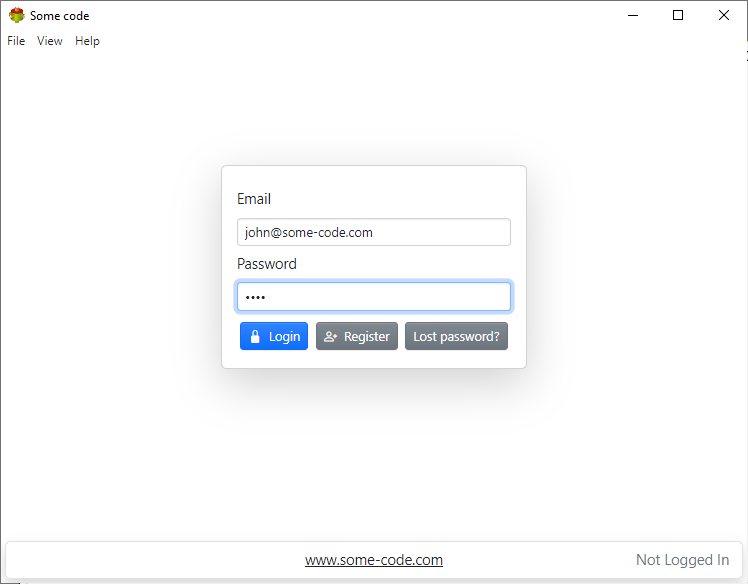 Some code
File View Help
Email
john@some-code.com
Password
••••
Login Register Lost password?
www.some-code.com Not Logged In